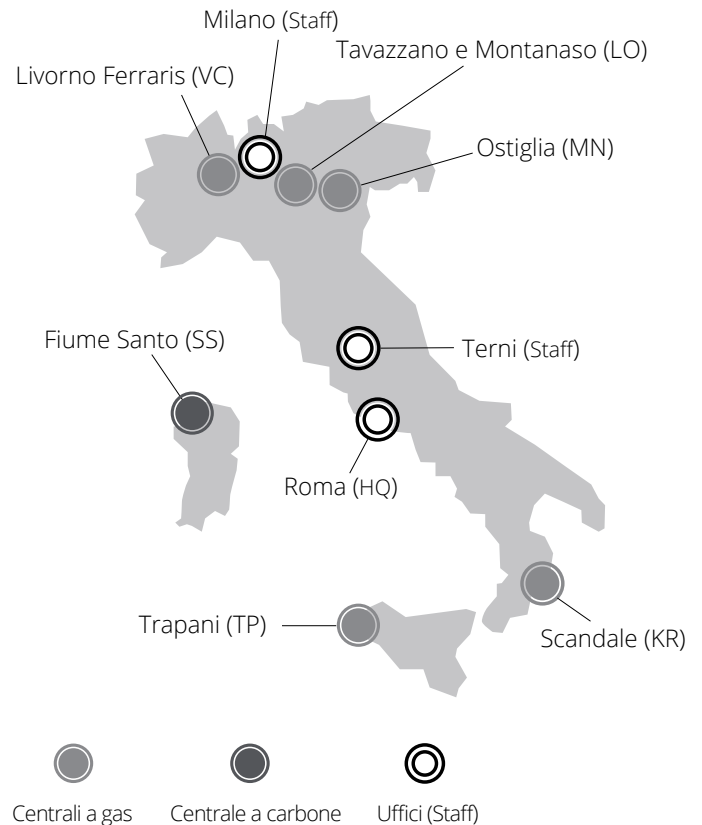 Milano (Staff)
Tavazzano e Montanaso (LO)
Livorno Ferraris (VC)
Ostiglia (MN)
Fiume Santo (SS)
Terni (Staff)
Roma (HQ)
Trapani (TP)
Scandale (KR)
Centrali a gas
Centrale a carbone
Uffici (Staff)